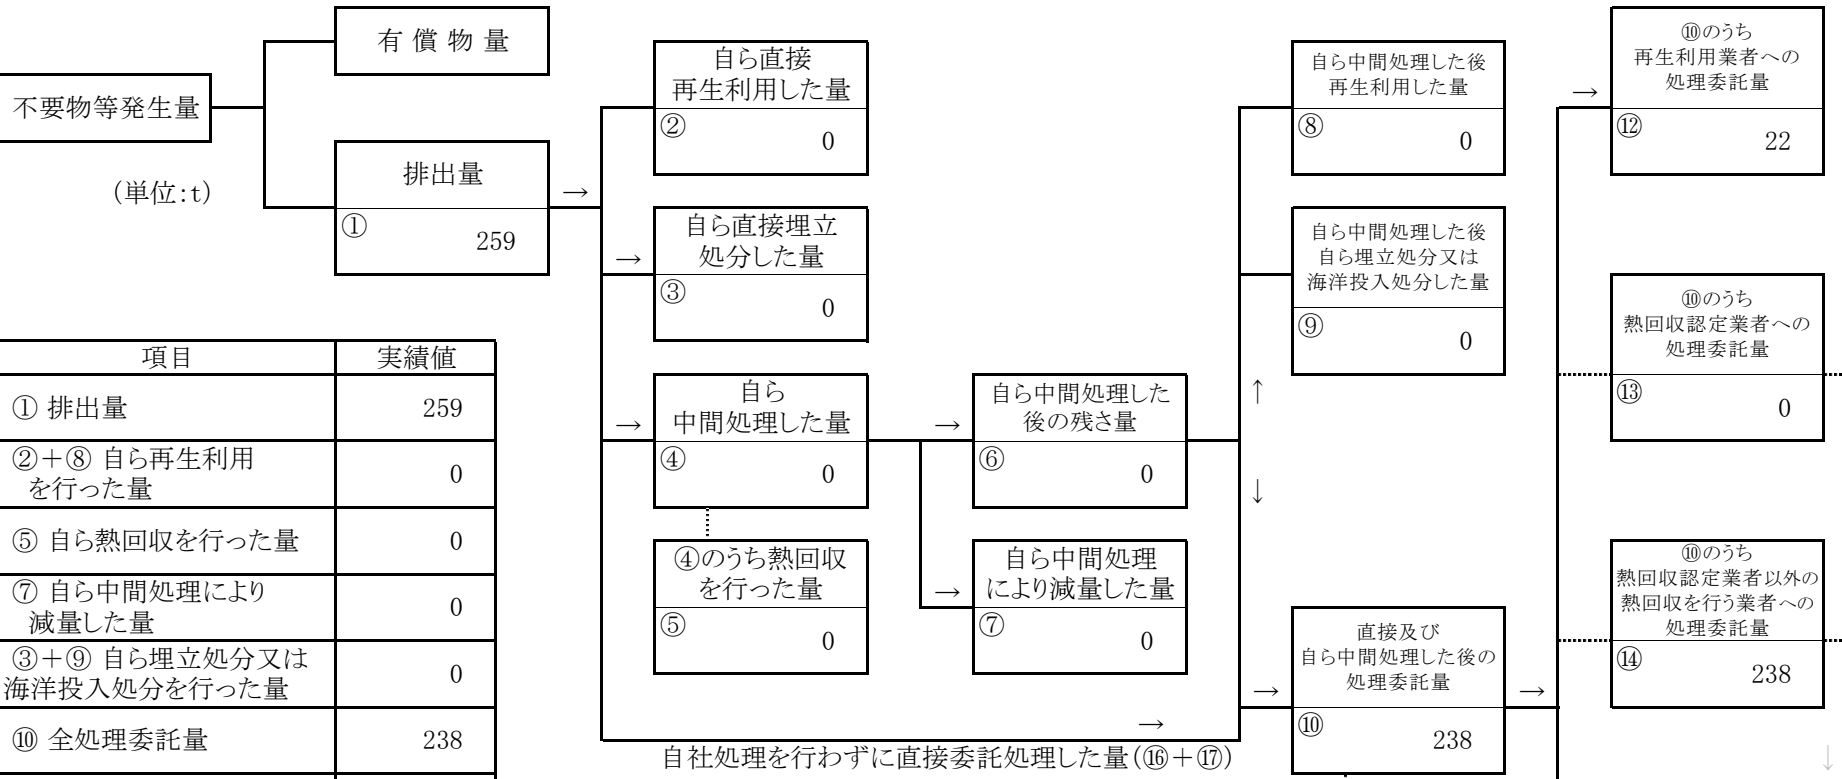 有 償 物 量
不要物等発生量
(単位:t)
排出量
①
259
→
自ら直接
再生利用した量
②
0
→
自ら直接埋立
処分した量
③
0
→
自ら
中間処理した量
④
0
④のうち熱回収
を行った量
⑤
0
→
自ら中間処理した
後の残さ量
⑥
0
→
自ら中間処理
により減量した量
⑦
0
→
自社処理を行わずに直接委託処理した量(⑯+⑰)
自ら中間処理した後
再生利用した量
⑧
0
自ら中間処理した後
自ら埋立処分又は
海洋投入処分した量
⑨
0
↑
↓
→
直接及び
自ら中間処理した後の
処理委託量
⑩
238
→
→
⑩のうち
再生利用業者への
処理委託量
⑫
22
⑩のうち
熱回収認定業者への
処理委託量
⑬
0
⑩のうち
熱回収認定業者以外の
熱回収を行う業者への
処理委託量
⑭
238
↓
項目 実績値
① 排出量 259
②+⑧ 自ら再生利用
を行った量 0
⑤ 自ら熱回収を行った量 0
⑦ 自ら中間処理により
減量した量 0
③+⑨ 自ら埋立処分又は
海洋投入処分を行った量 0
⑩ 全処理委託量 238